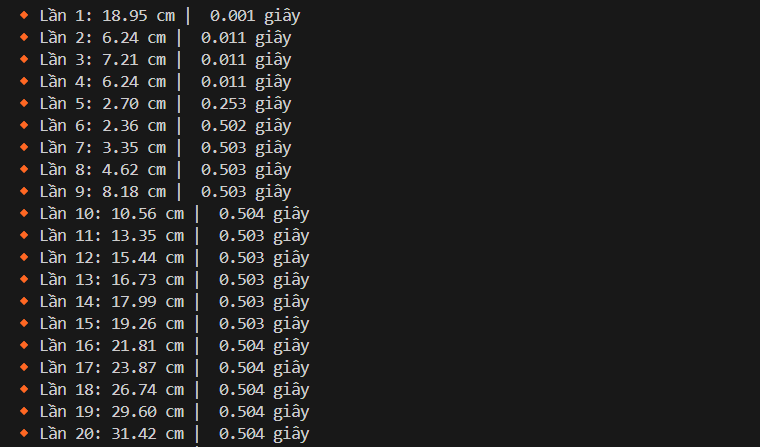 🔸 Lần 1: 18.95 cm |  0.001 giây
🔸 Lần 2: 6.24 cm |  0.011 giây
🔸 Lần 3: 7.21 cm |  0.011 giây
🔸 Lần 4: 6.24 cm |  0.011 giây
🔸 Lần 5: 2.70 cm |  0.253 giây
🔸 Lần 6: 2.36 cm |  0.502 giây
🔸 Lần 7: 3.35 cm |  0.503 giây
🔸 Lần 8: 4.62 cm |  0.503 giây
🔸 Lần 9: 8.18 cm |  0.503 giây
🔸 Lần 10: 10.56 cm |  0.504 giây
🔸 Lần 11: 13.35 cm |  0.503 giây
🔸 Lần 12: 15.44 cm |  0.503 giây
🔸 Lần 13: 16.73 cm |  0.503 giây
🔸 Lần 14: 17.99 cm |  0.503 giây
🔸 Lần 15: 19.26 cm |  0.503 giây
🔸 Lần 16: 21.81 cm |  0.504 giây
🔸 Lần 17: 23.87 cm |  0.504 giây
🔸 Lần 18: 26.74 cm |  0.504 giây
🔸 Lần 19: 29.60 cm |  0.504 giây
🔸 Lần 20: 31.42 cm |  0.504 giây